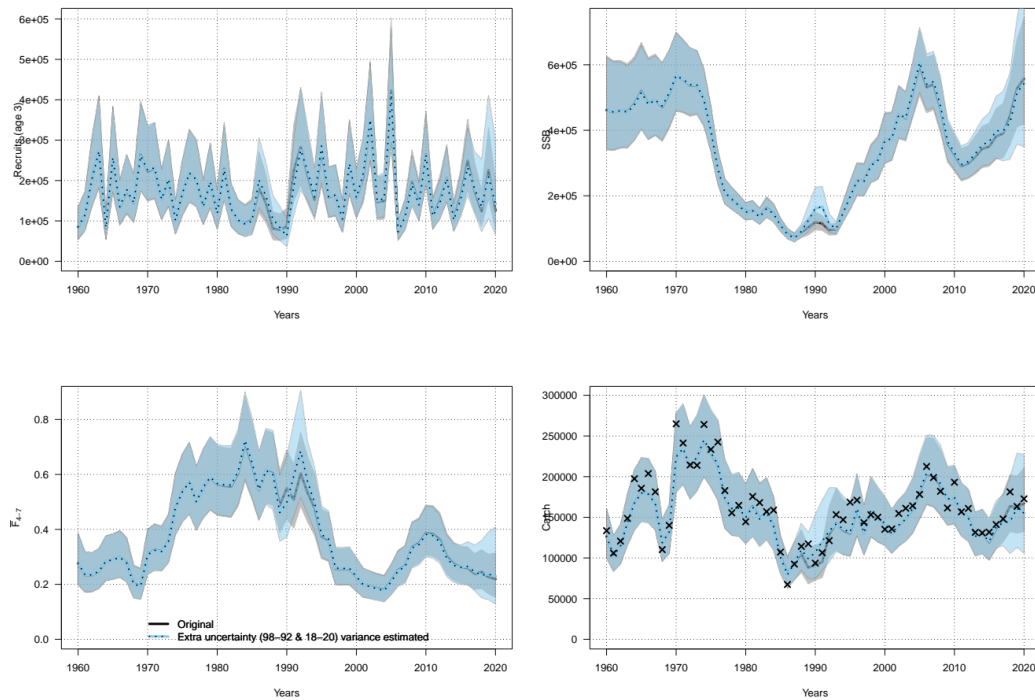 6e+05
5e+05
4e+05
3e+05
2e+05
1e+05
0e+00
Recruits (age 3)
1960 1970 1980 1990 2000 2010 2020
Years
6e+05
4e+05
2e+05
0e+00
SSB
1960 1970 1980 1990 2000 2010 2020
Years
0.8
0.6
0.4
0.2
0.0
F̅4−7
Original
Extra uncertainty (98−92 & 18−20) variance estimated
1960 1970 1980 1990 2000 2010 2020
Years
300000
250000
200000
150000
100000
50000
0
Catch
1960 1970 1980 1990 2000 2010 2020
Years